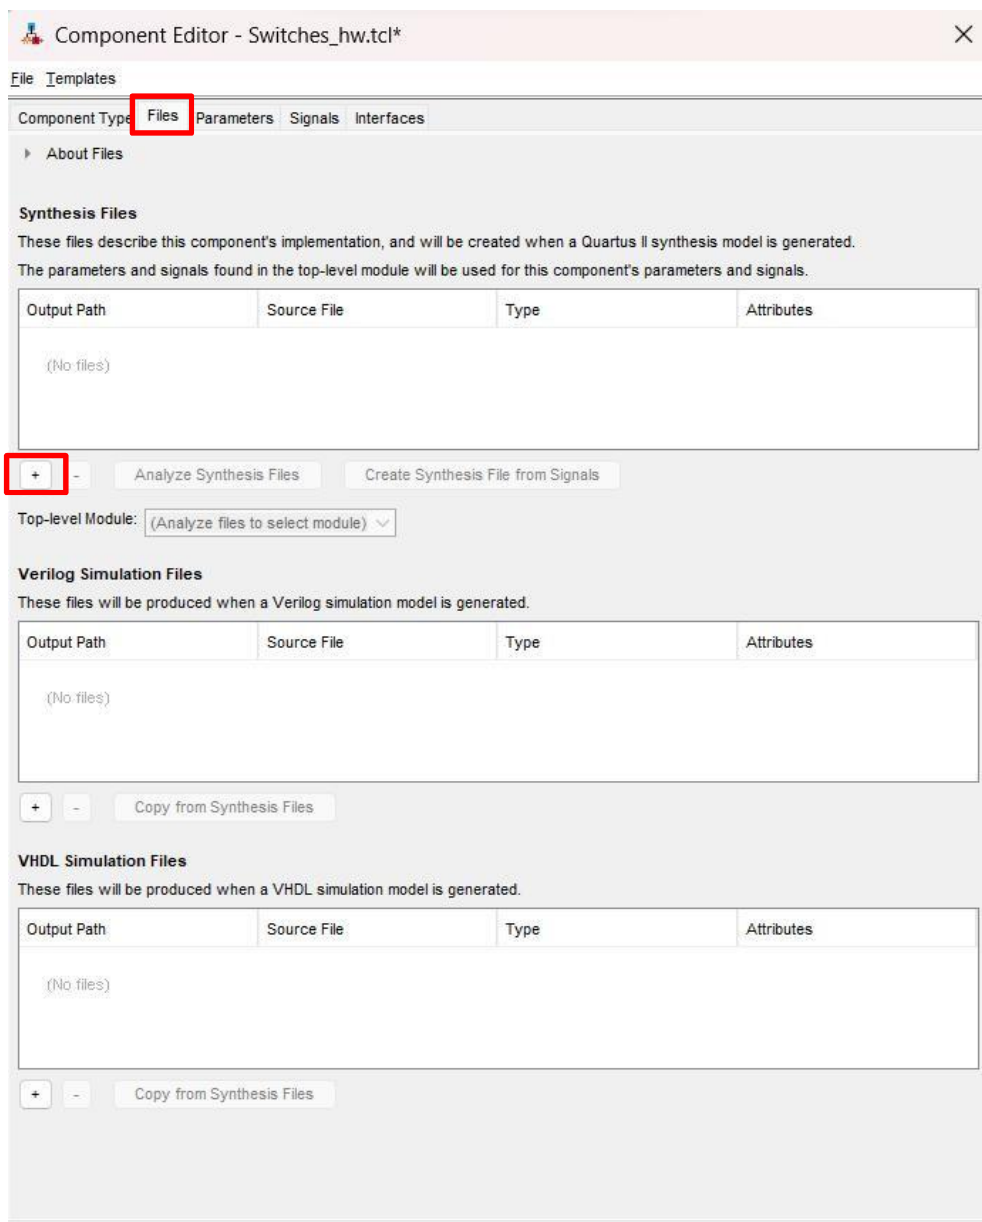 Component Editor - Switches_hw.tcl*
File Templates
Component Type Files Parameters Signals Interfaces
About Files
Synthesis Files
These files describe this component's implementation, and will be created when a Quartus II synthesis model is generated.
The parameters and signals found in the top-level module will be used for this component's parameters and signals.
Output Path Source File Type Attributes
(No files)
+ - Analyze Synthesis Files Create Synthesis File from Signals
Top-level Module: (Analyze files to select module)
Verilog Simulation Files
These files will be produced when a Verilog simulation model is generated.
Output Path Source File Type Attributes
(No files)
+ - Copy from Synthesis Files
VHDL Simulation Files
These files will be produced when a VHDL simulation model is generated.
Output Path Source File Type Attributes
(No files)
+ - Copy from Synthesis Files